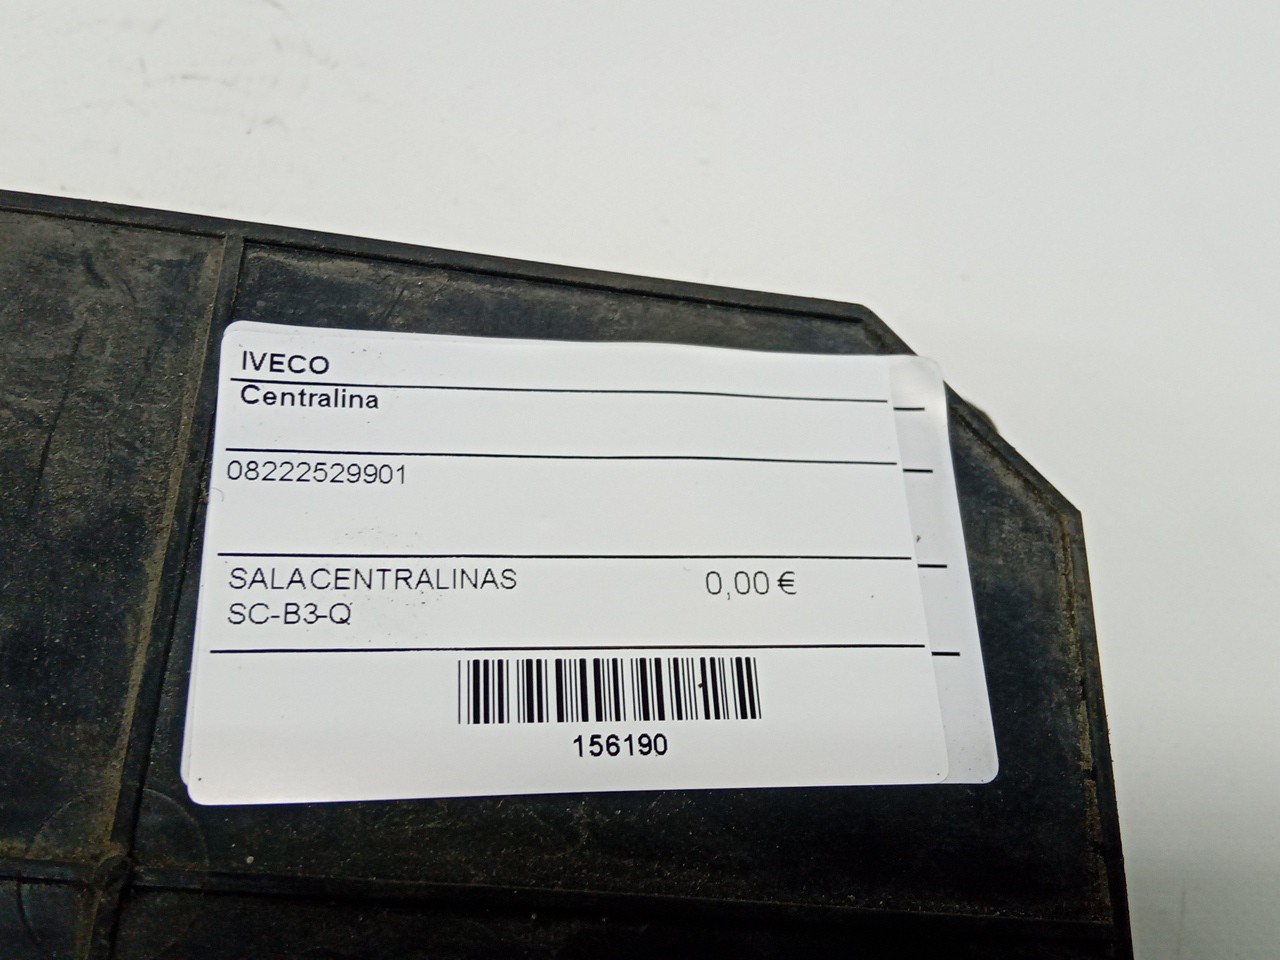 IVECO
Centralina
08222529901
SALACENTRALINAS 0,00 €
SC-B3-Q
156190